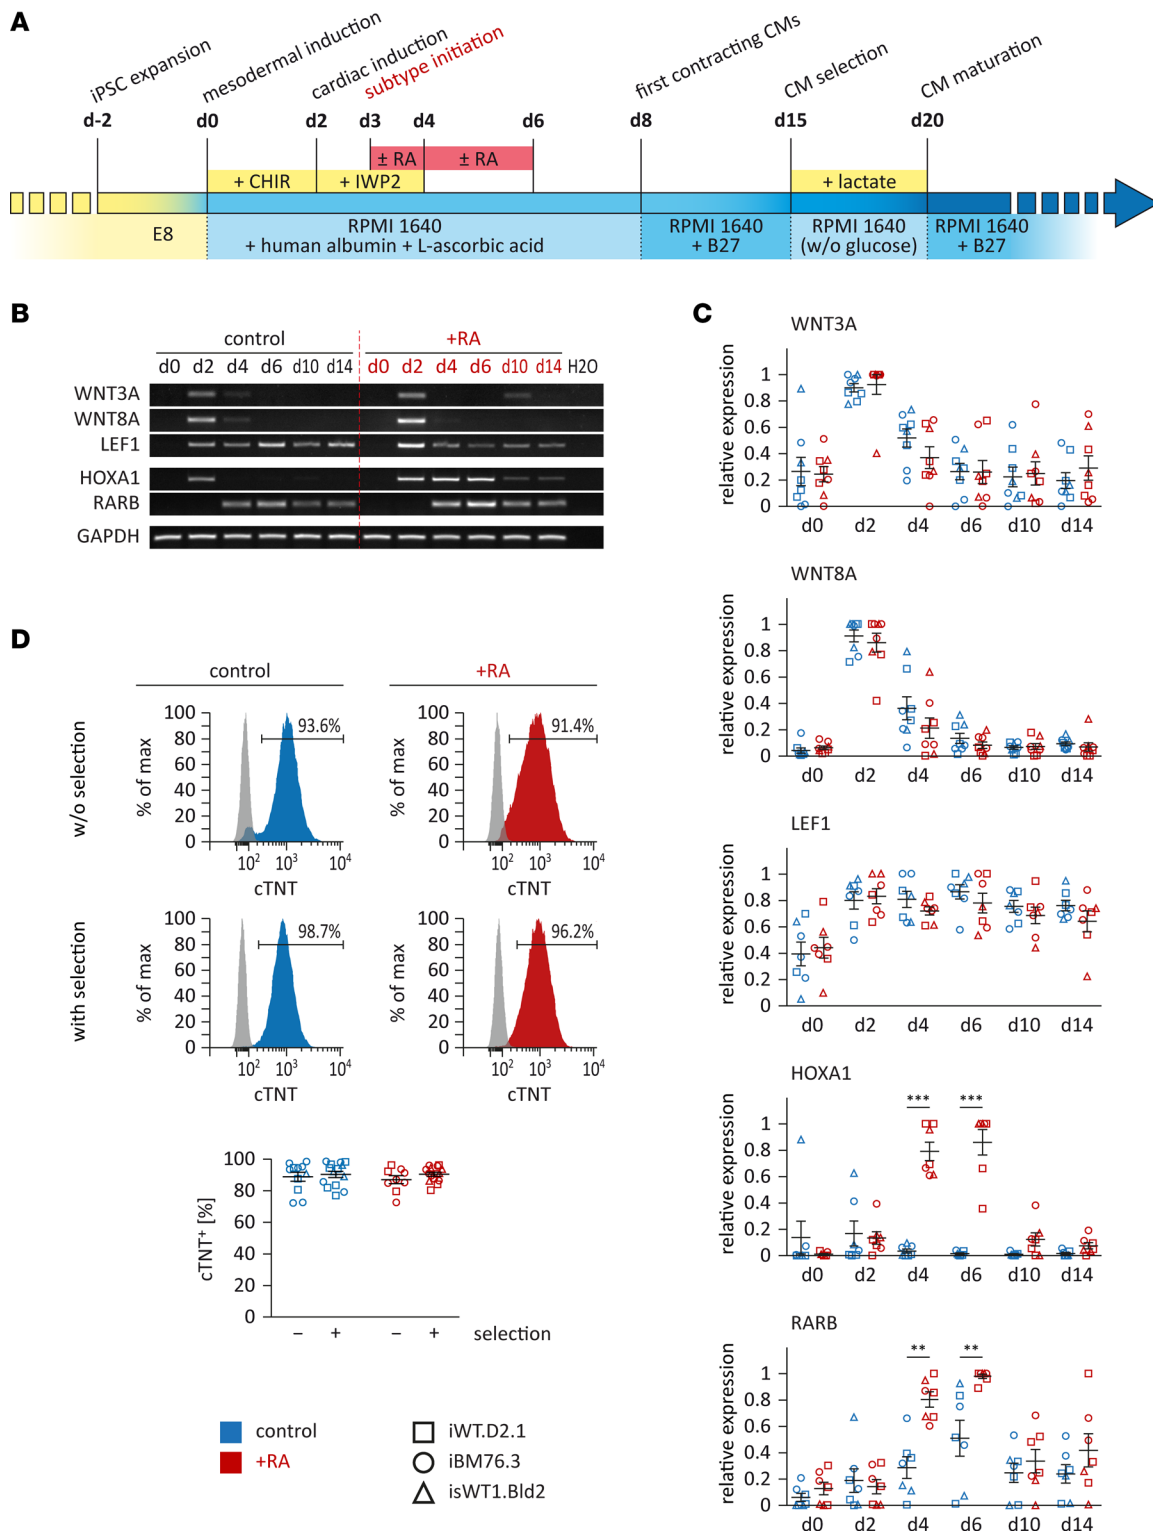 A
iPSC expansion
mesodermal induction
cardiac induction
subtype initiation
first contracting CMs
CM selection
CM maturation
d-2 d0 d2 d3 d4 d6 d8 d15 d20
± RA ± RA
+ CHIR + IWP2 + lactate
E8
RPMI 1640
+ human albumin + L-ascorbic acid
RPMI 1640
+ B27
RPMI 1640
(w/o glucose)
RPMI 1640
+ B27
B
control +RA
d0 d2 d4 d6 d10 d14 d0 d2 d4 d6 d10 d14 H2O
WNT3A
WNT8A
LEF1
HOXA1
RARB
GAPDH
C
WNT3A
relative expression
1
0.8
0.6
0.4
0.2
0
d0 d2 d4 d6 d10 d14
WNT8A
relative expression
1
0.8
0.4
0.2
0
d0 d2 d4 d6 d10 d14
LEF1
relative expression
1
0.8
0.6
0.4
0.2
0
d0 d2 d4 d6 d10 d14
HOXA1
relative expression
1
0.8
0.6
0.4
0.2
0
*** ***
d0 d2 d4 d6 d10 d14
RARB
relative expression
1
0.8
0.6
0.4
0.2
0
** **
d0 d2 d4 d6 d10 d14
D
control +RA
w/o selection
% of max
100
80
60
40
20
0
93.6%
10² 10³ 10⁴
cTNT
% of max
100
80
60
40
20
0
91.4%
10² 10³ 10⁴
cTNT
with selection
% of max
100
80
60
40
20
0
98.7%
10² 10³ 10⁴
cTNT
% of max
100
80
60
40
20
0
96.2%
10² 10³ 10⁴
cTNT
cTNT⁺ [%]
100
80
60
40
20
0
– + – + selection
control
+RA
iWT.D2.1
iBM76.3
isWT1.Bld2